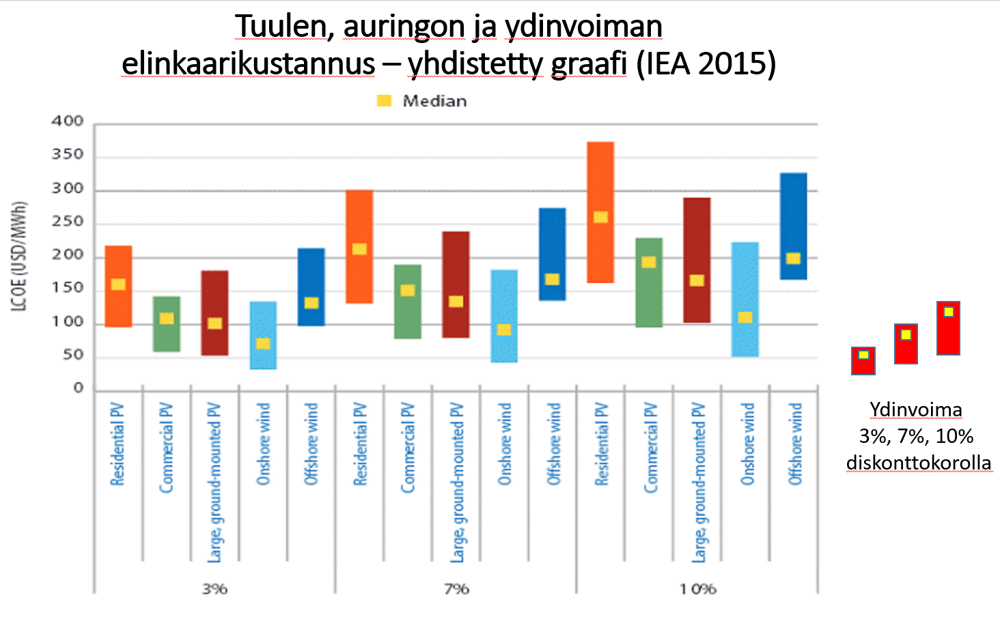 Tuulen, auringon ja ydinvoiman
elinkaarikustannus – yhdistetty graafi (IEA 2015)
Median
LCOE (USD/MWh)
400
350
300
250
200
150
100
50
0
Residential PV
Commercial PV
Large, ground-mounted PV
Onshore wind
Offshore wind
Residential PV
Commercial PV
Large, ground-mounted PV
Onshore wind
Offshore wind
Residential PV
Commercial PV
Large, ground-mounted PV
Onshore wind
Offshore wind
3%
7%
10%
Ydinvoima
3%, 7%, 10%
diskonttokorolla